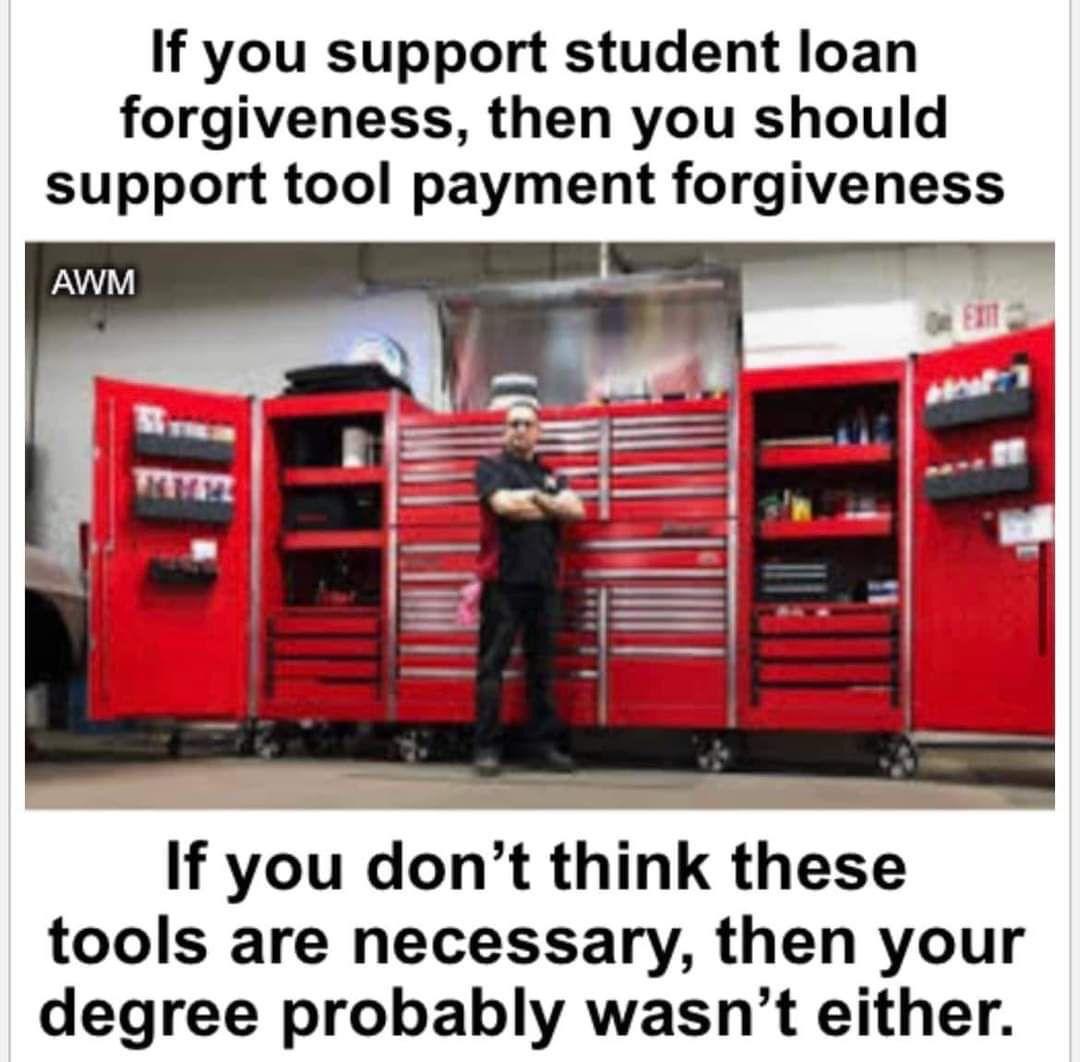 If you support student loan
forgiveness, then you should
support tool payment forgiveness
AWM
EXIT
If you don’t think these
tools are necessary, then your
degree probably wasn’t either.